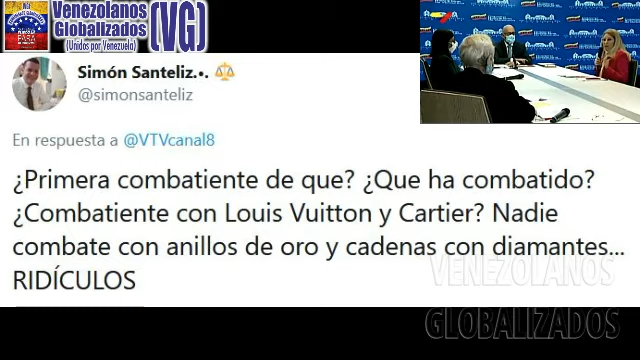 Venezolanos
Globalizados
(Unidos por Venezuela)
(VG)
Simón Santeliz.•. ⚖️
@simonsanteliz
En respuesta a @VTVcanal8
¿Primera combatiente de que? ¿Que ha combatido?
¿Combatiente con Louis Vuitton y Cartier? Nadie
combate con anillos de oro y cadenas con diamantes...
RIDÍCULOS
VENEZOLANOS
GLOBALIZADOS